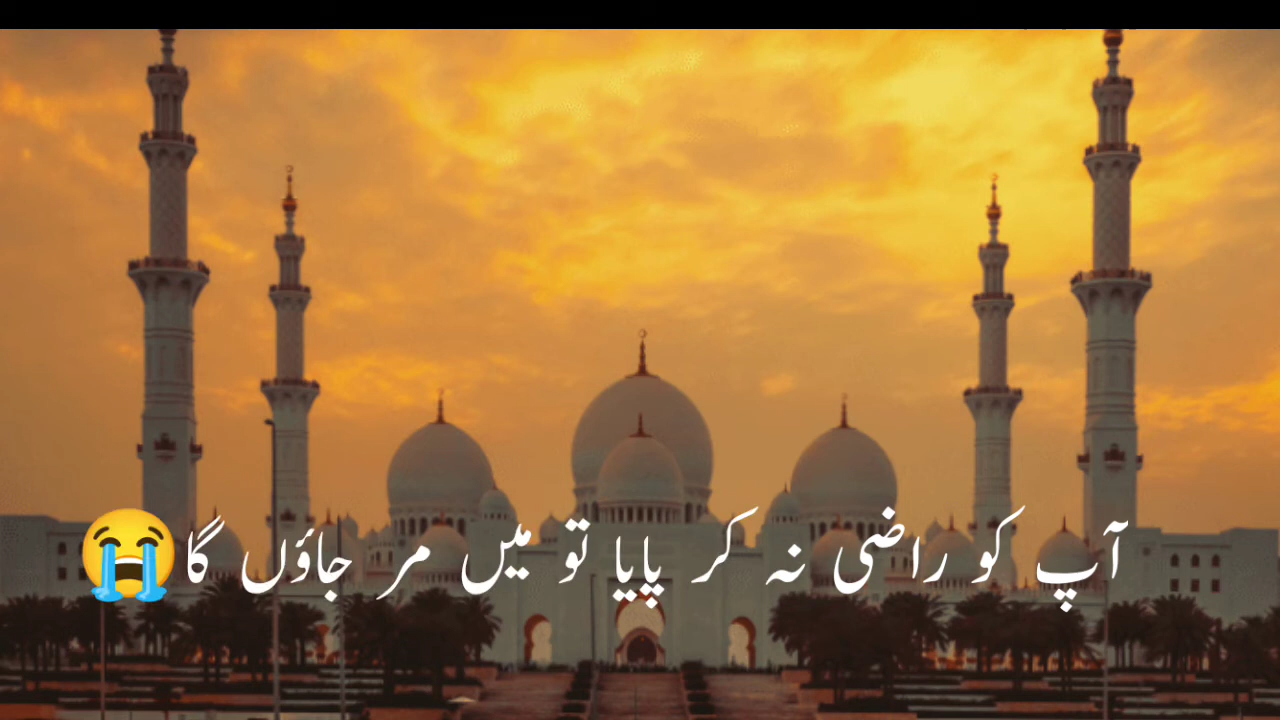 آپ کو راضی نہ کر پایا تو میں مر جاؤں گا😭